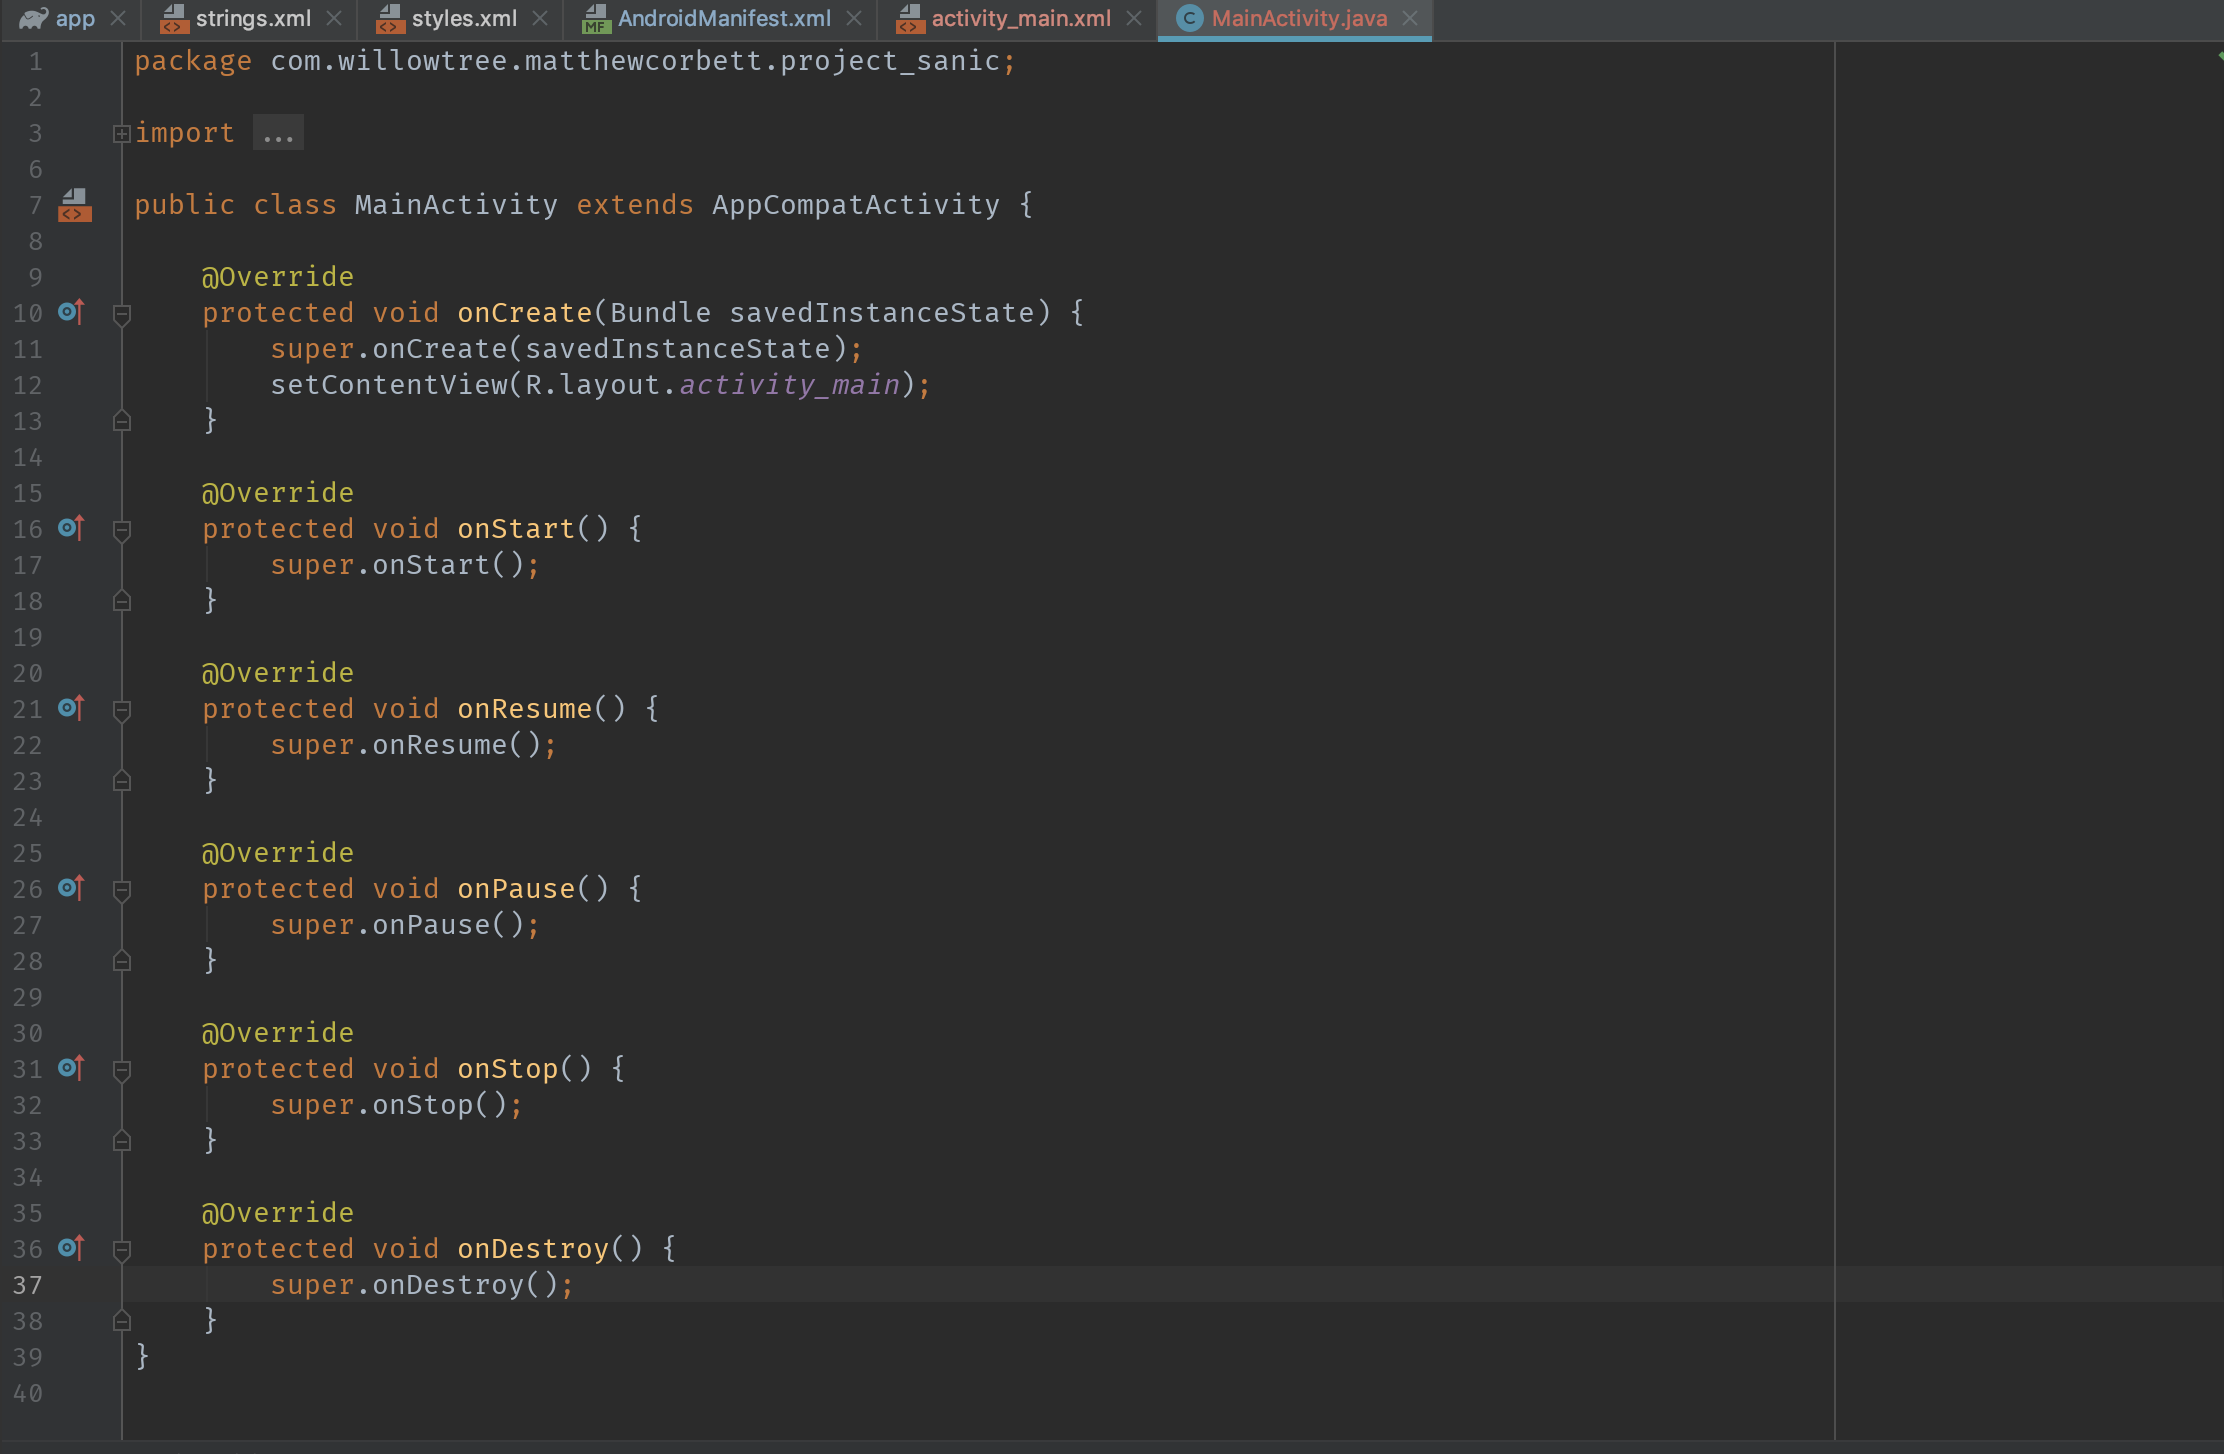 app strings.xml styles.xml MF AndroidManifest.xml activity_main.xml C MainActivity.java
1 package com.willowtree.matthewcorbett.project_sanic;
2
3 import ...
6
7 <> public class MainActivity extends AppCompatActivity {
8
9     @Override
10     protected void onCreate(Bundle savedInstanceState) {
11         super.onCreate(savedInstanceState);
12         setContentView(R.layout.activity_main);
13     }
14
15     @Override
16     protected void onStart() {
17         super.onStart();
18     }
19
20     @Override
21     protected void onResume() {
22         super.onResume();
23     }
24
25     @Override
26     protected void onPause() {
27         super.onPause();
28     }
29
30     @Override
31     protected void onStop() {
32         super.onStop();
33     }
34
35     @Override
36     protected void onDestroy() {
37         super.onDestroy();
38     }
39 }
40